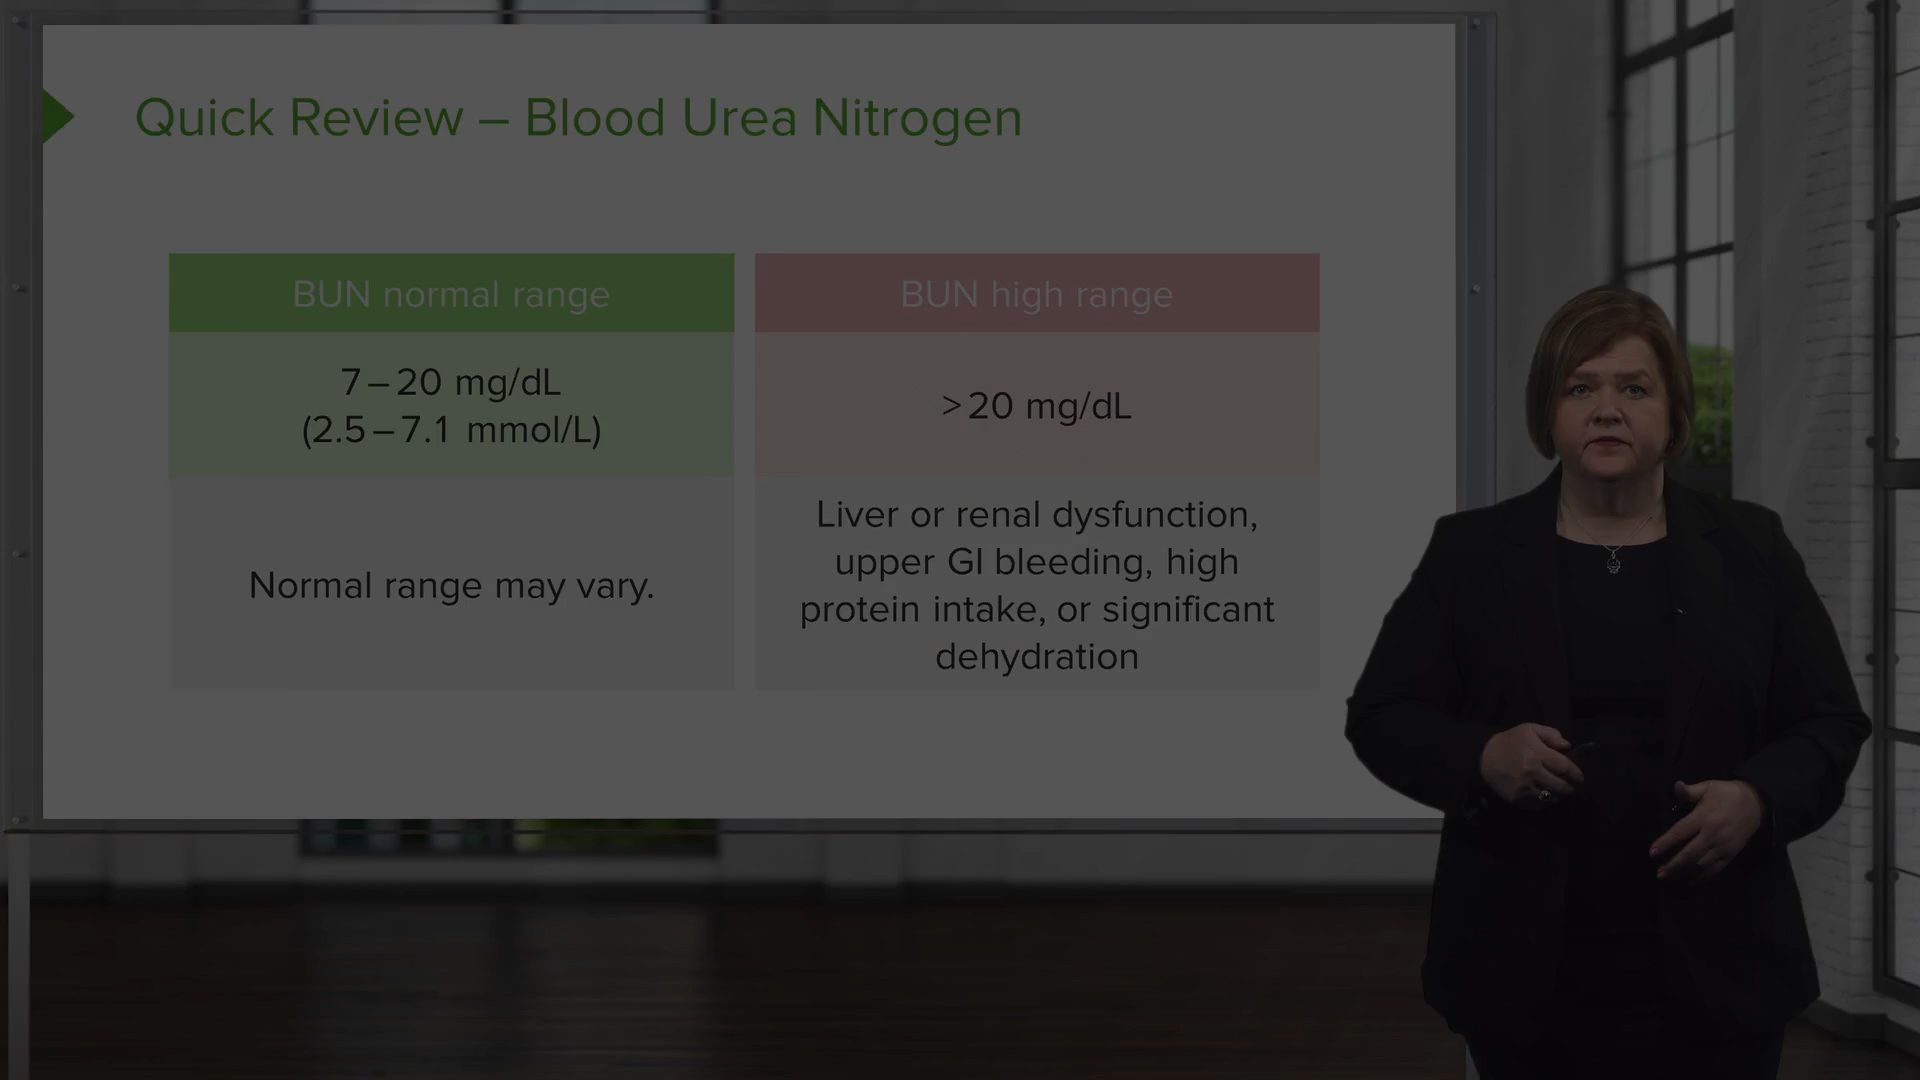 Quick Review – Blood Urea Nitrogen
BUN normal range
7–20 mg/dL
(2.5–7.1 mmol/L)
Normal range may vary.
BUN high range
>20 mg/dL
Liver or renal dysfunction,
upper GI bleeding, high
protein intake, or significant
dehydration